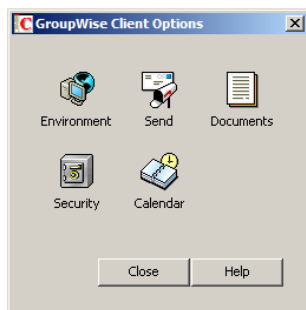 GroupWise Client Options
Environment Send Documents
Security Calendar
Close Help